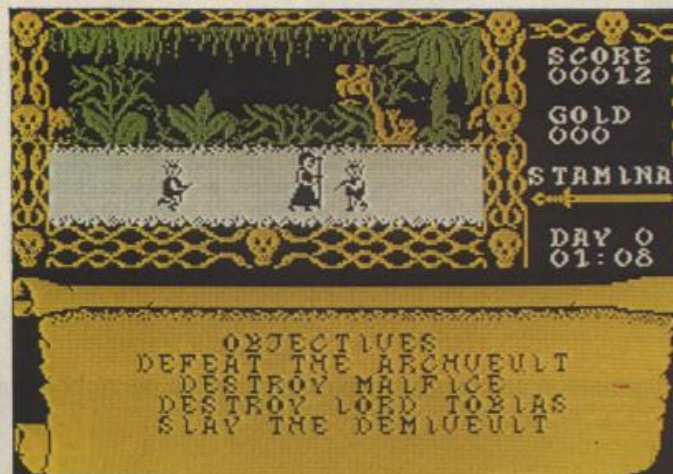 SCORE
00012
GOLD
000
STAMINA
DAY 0
01:08
OBJECTIVES
DEFEAT THE ARCHVEULT
DESTROY MALFICE
DESTROY LORD TOBIAS
SLAY THE DEMIVEULT